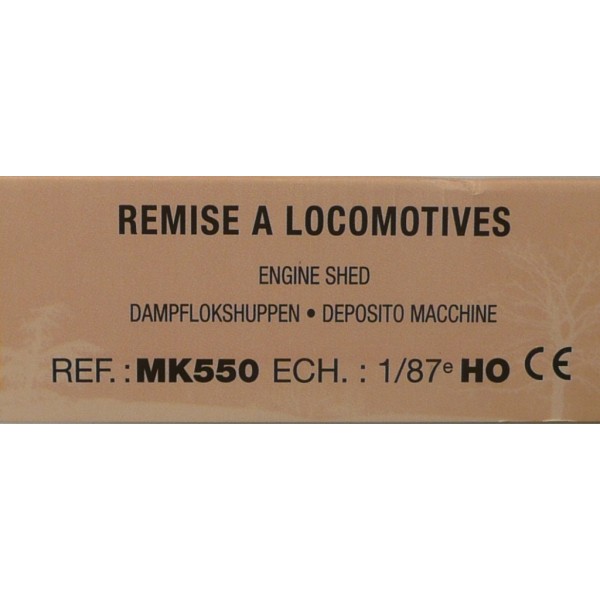 REMISE A LOCOMOTIVES
ENGINE SHED
DAMPFLOKSHUPPEN • DEPOSITO MACCHINE
REF. : MK550 ECH. : 1/87e HO CE